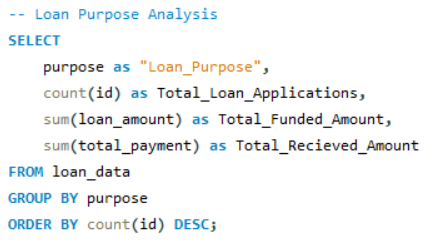 -- Loan Purpose Analysis
SELECT
    purpose as "Loan_Purpose",
    count(id) as Total_Loan_Applications,
    sum(loan_amount) as Total_Funded_Amount,
    sum(total_payment) as Total_Recieved_Amount
FROM loan_data
GROUP BY purpose
ORDER BY count(id) DESC;